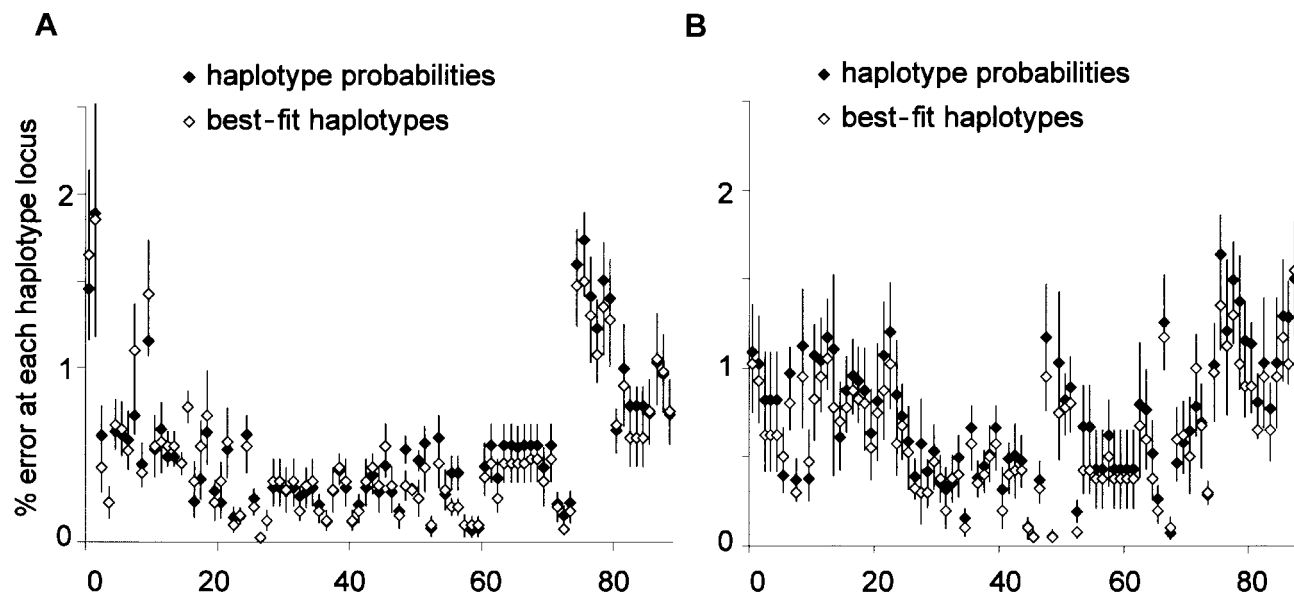 A
haplotype probabilities
best-fit haplotypes
% error at each haplotype locus
2
1
0
0
20
40
60
80
B
haplotype probabilities
best-fit haplotypes
2
1
0
0
20
40
60
80